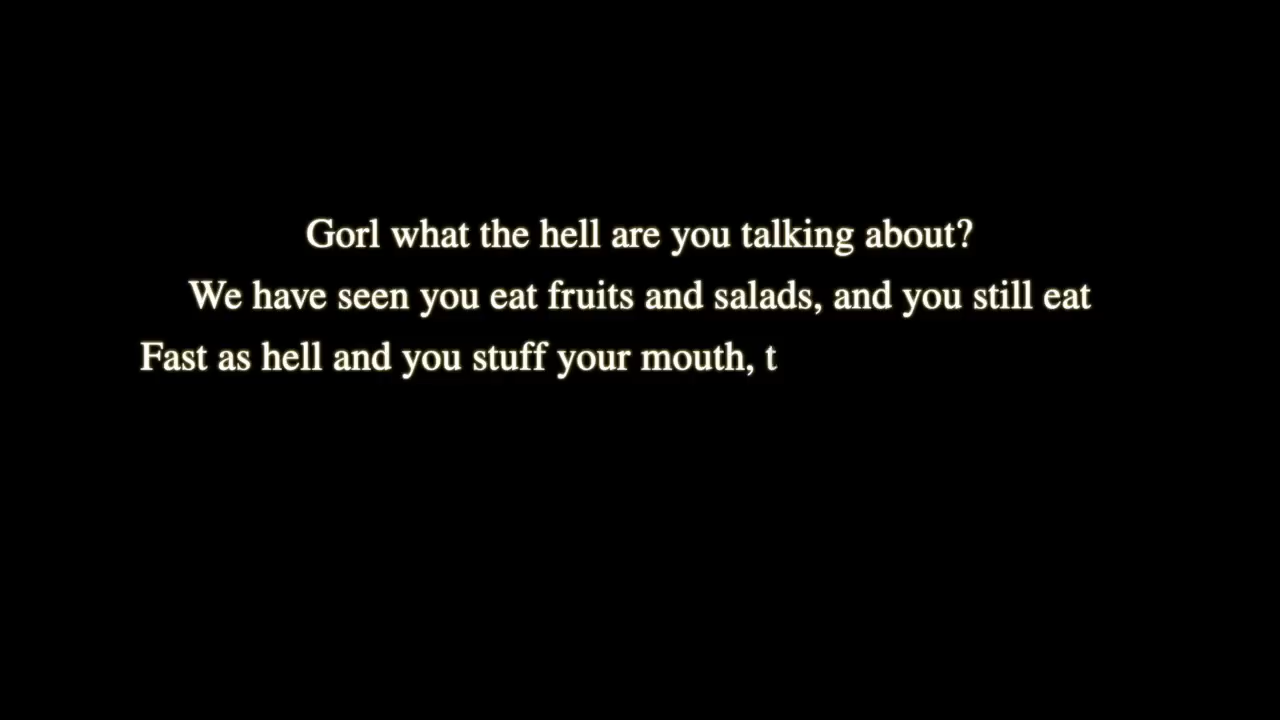 Gorl what the hell are you talking about?
We have seen you eat fruits and salads, and you still eat
Fast as hell and you stuff your mouth, t